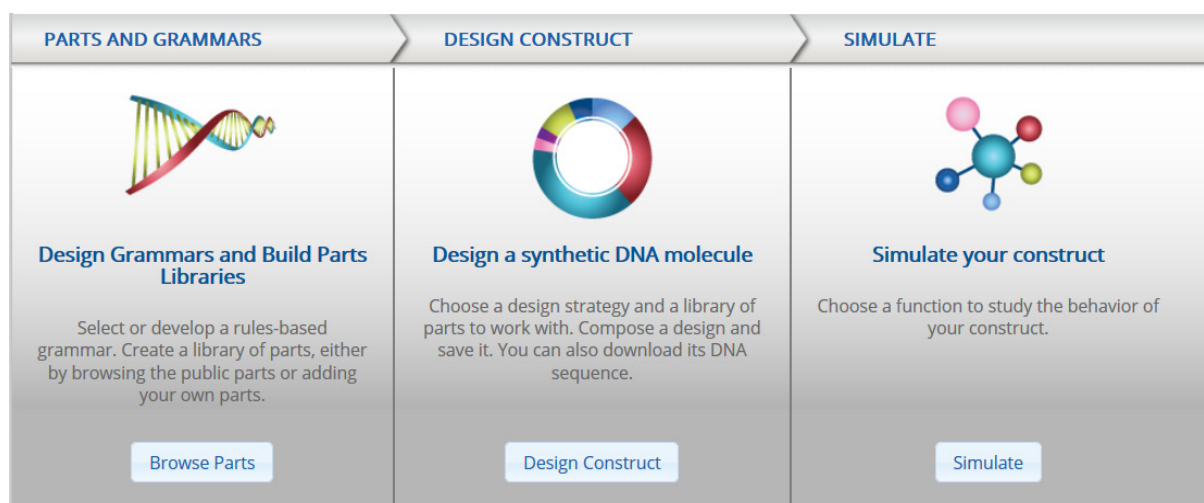 PARTS AND GRAMMARS
DESIGN CONSTRUCT
SIMULATE
Design Grammars and Build Parts
Libraries
Select or develop a rules-based
grammar. Create a library of parts, either
by browsing the public parts or adding
your own parts.
Browse Parts
Design a synthetic DNA molecule
Choose a design strategy and a library of
parts to work with. Compose a design and
save it. You can also download its DNA
sequence.
Design Construct
Simulate your construct
Choose a function to study the behavior of
your construct.
Simulate